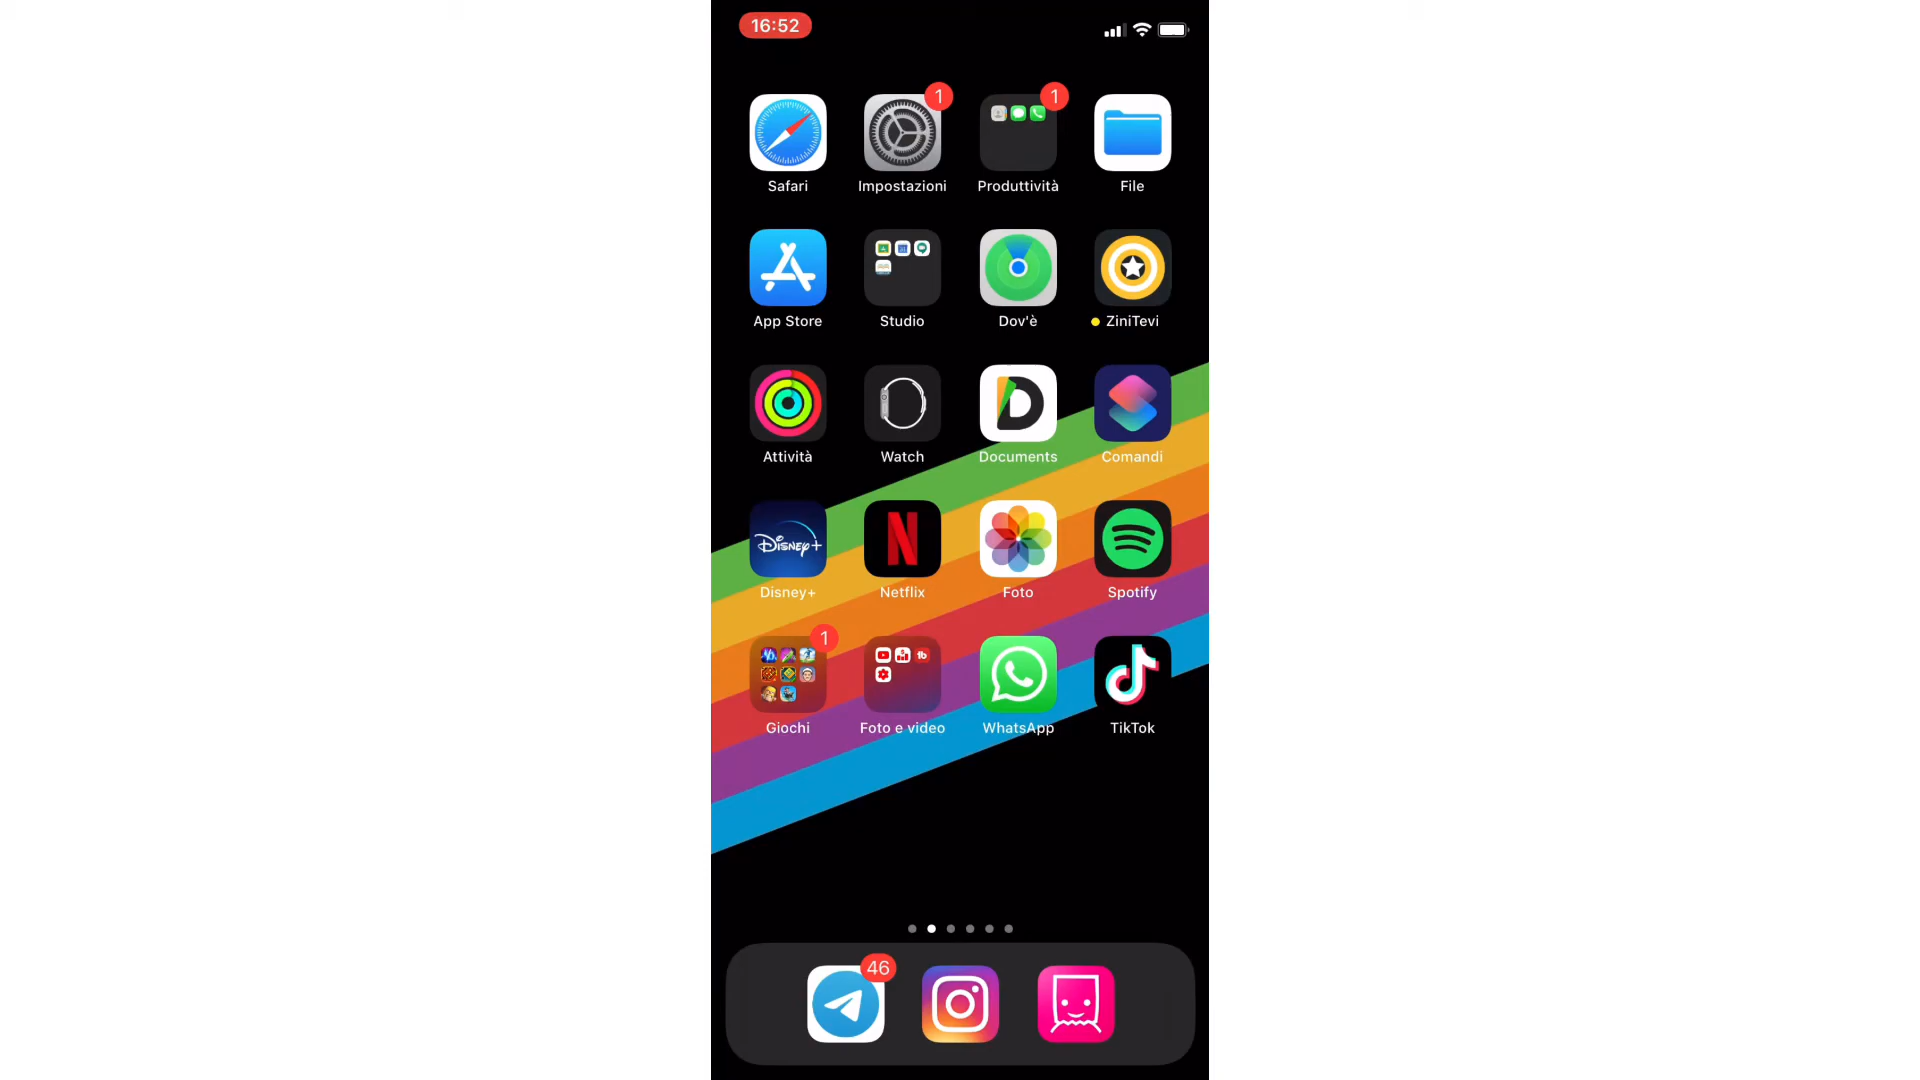 16:52
1
1
Safari
Impostazioni
Produttività
File
App Store
Studio
Dov'è
ZiniTevi
Attività
Watch
Documents
Comandi
Disney+
N
Disney+
Netflix
Foto
Spotify
1
Giochi
Foto e video
WhatsApp
TikTok
46